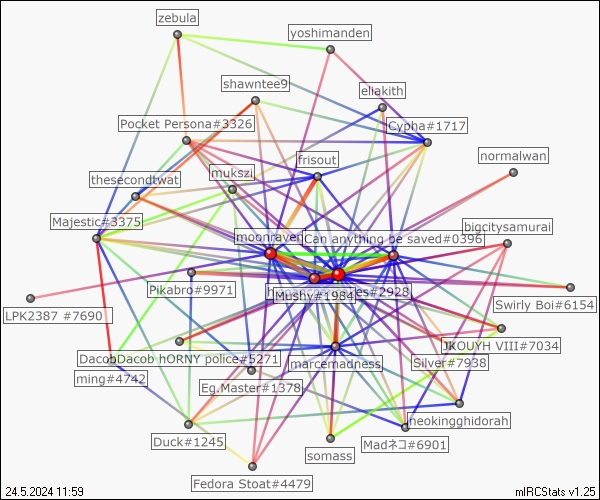 zebula
yoshimanden
shawntee9
eliakith
Pocket Persona#3326
Cypha#1717
frisout
normalwan
mukszi
thesecondtwat
Majestic#3375
bigcitysamurai
moonraven
Can anything be saved#0396
Pikabro#9971
#2928
Mushy#1984
Swirly Boi#6154
LPK2387 #7690
JKOUYH VIII#7034
DacobDacob hORNY police#5271
marcemadness
Silver#7938
ming#4742
Eg.Master#1378
neokingghidorah
Duck#1245
Madネコ#6901
somass
Fedora Stoat#4479
24.5.2024 11:59
mIRCStats v1.25